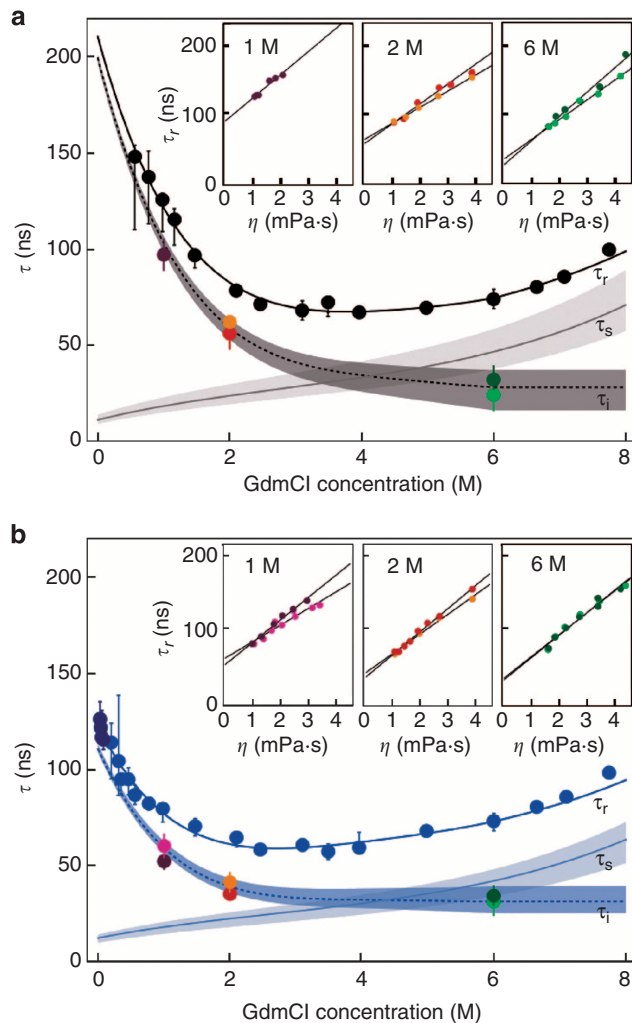 a
200
150
100
50
0
τ (ns)
0 2 4 6 8
GdmCl concentration (M)
200
100
0
τr (ns)
1 M
2 M
6 M
0 1 2 3 4
0 1 2 3 4
0 1 2 3 4
η (mPa·s)
η (mPa·s)
η (mPa·s)
τr
τs
τi
b
200
150
100
50
0
τ (ns)
0 2 4 6 8
GdmCl concentration (M)
200
100
0
τr (ns)
1 M
2 M
6 M
0 1 2 3 4
0 1 2 3 4
0 1 2 3 4
η (mPa·s)
η (mPa·s)
η (mPa·s)
τr
τs
τi